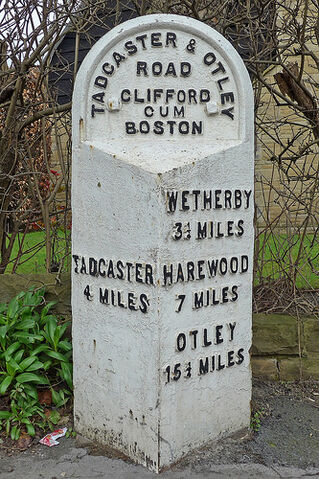 TADCASTER & OTLEY
ROAD
CLIFFORD
CUM
BOSTON
TADCASTER
4 MILES
WETHERBY
3¼ MILES
HAREWOOD
7 MILES
OTLEY
15¼ MILES